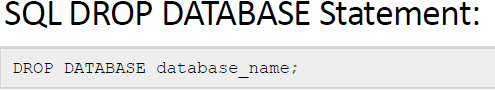 SQL DROP DATABASE Statement:
DROP DATABASE database_name;